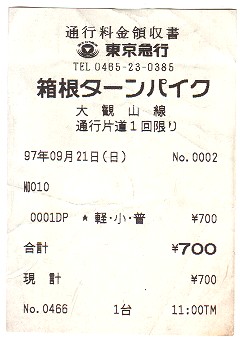 通行料金領収書
東京急行
TEL 0465-23-0385
箱根ターンパイク
大観山線
通行片道1回限り
97年09月21日(日) No.0002
M0010
0001DP * 軽・小・普 ¥700
合計 ¥700
現計 ¥700
No.0466 1台 11:00TM